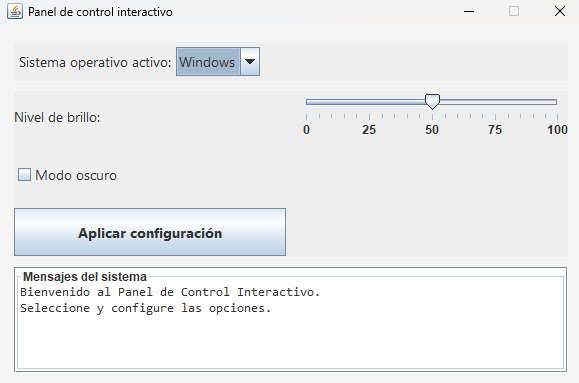 Panel de control interactivo
Sistema operativo activo: Windows
Nivel de brillo:
0 25 50 75 100
Modo oscuro
Aplicar configuración
Mensajes del sistema
Bienvenido al Panel de Control Interactivo.
Seleccione y configure las opciones.